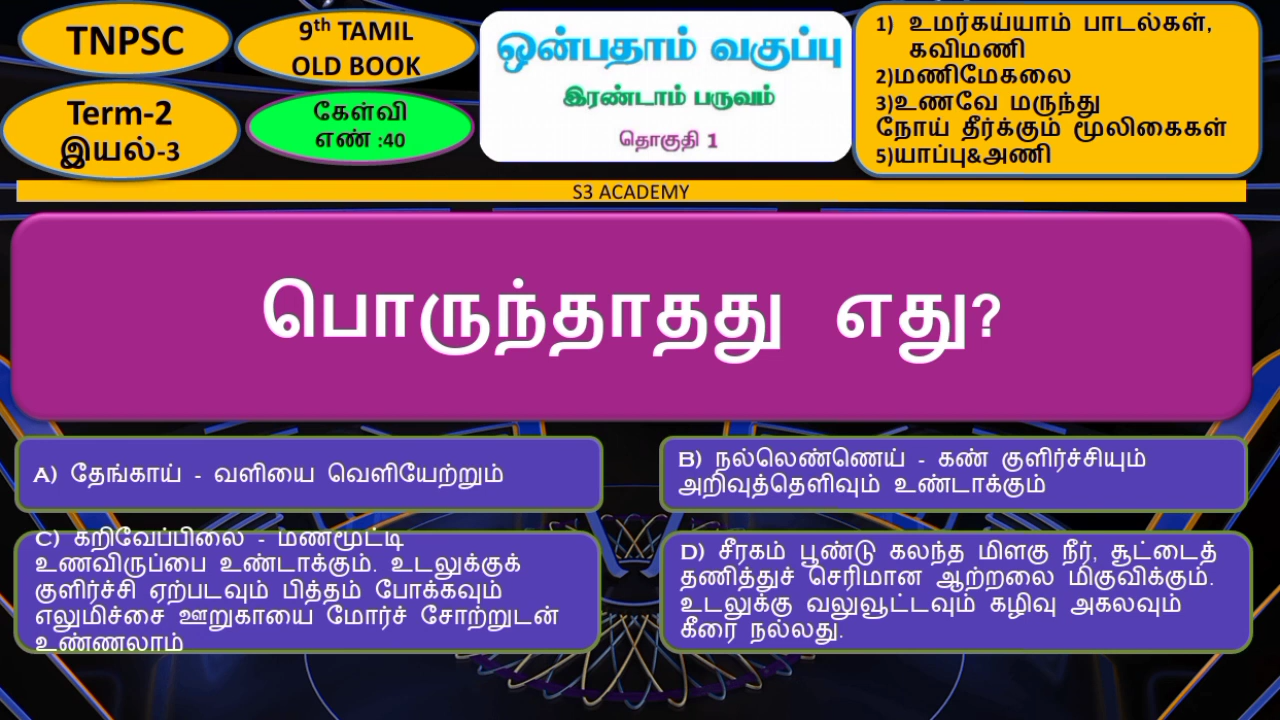 TNPSC
9th TAMIL
OLD BOOK
Term-2
இயல்-3
கேள்வி
எண் :40
ஒன்பதாம் வகுப்பு
இரண்டாம் பருவம்
தொகுதி 1
1) உமர்கய்யாம் பாடல்கள்,
கவிமணி
2)மணிமேகலை
3)உணவே மருந்து
நோய் தீர்க்கும் மூலிகைகள்
5)யாப்பு&அணி
S3 ACADEMY
பொருந்தாதது எது?
A) தேங்காய் - வளியை வெளியேற்றும்
B) நல்லெண்ணெய் - கண் குளிர்ச்சியும்
அறிவுத்தெளிவும் உண்டாக்கும்
C) கறிவேப்பிலை - மணமூட்டி
உணவிருப்பை உண்டாக்கும். உடலுக்குக்
குளிர்ச்சி ஏற்படவும் பித்தம் போக்கவும்
எலுமிச்சை ஊறுகாயை மோர்ச் சோற்றுடன்
உண்ணலாம்
D) சீரகம் பூண்டு கலந்த மிளகு நீர், சூட்டைத்
தணித்துச் செரிமான ஆற்றலை மிகுவிக்கும்.
உடலுக்கு வலுவூட்டவும் கழிவு அகலவும்
கீரை நல்லது.